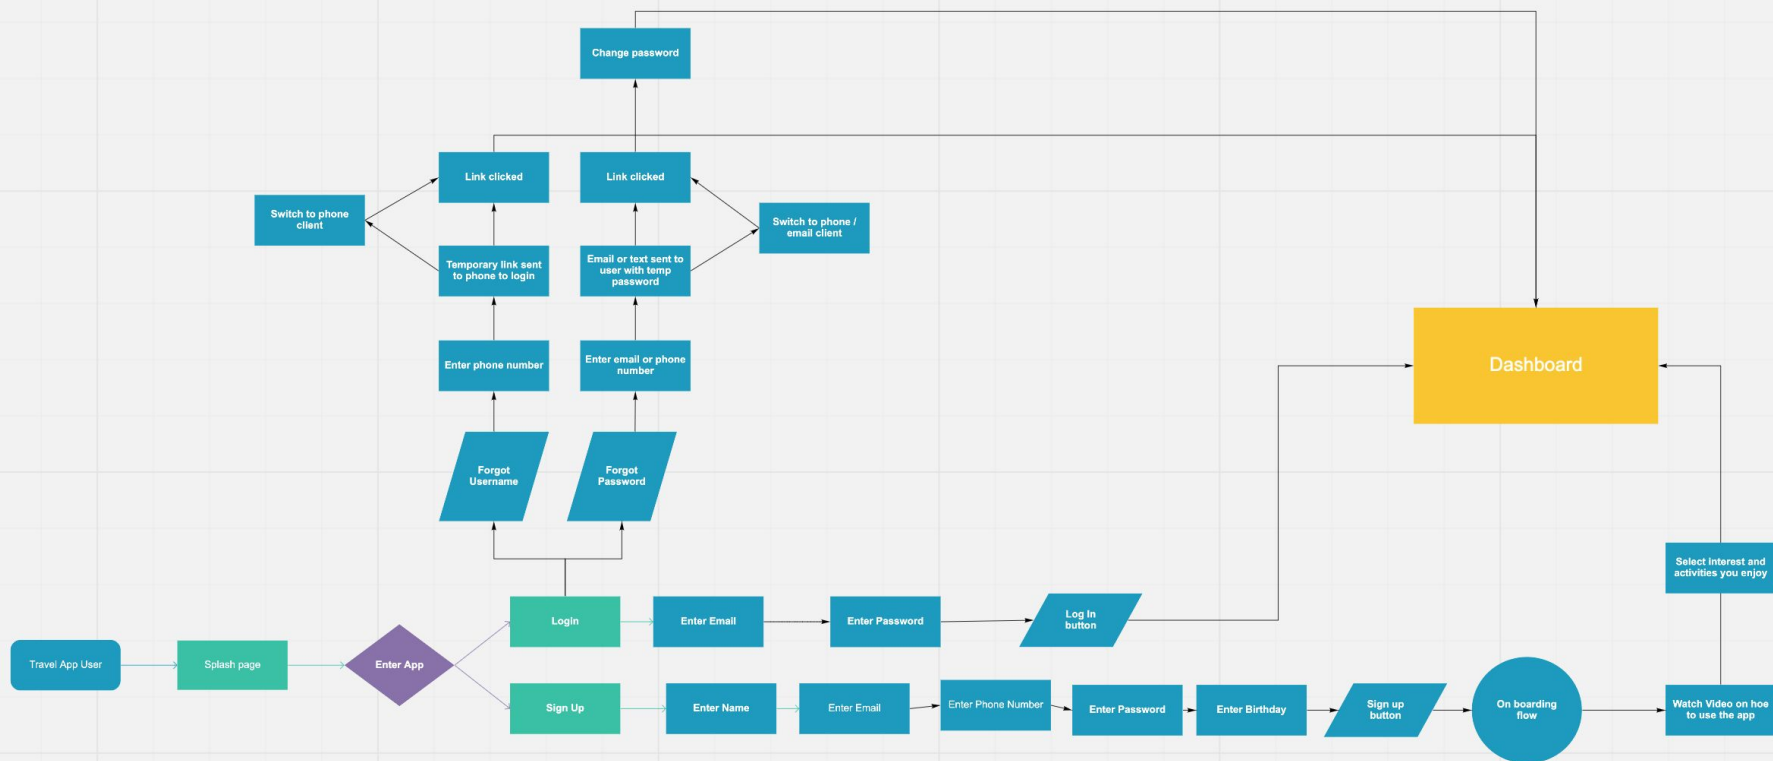 Change password
Link clicked
Link clicked
Switch to phone
client
Switch to phone /
email client
Temporary link sent
to phone to login
Email or text sent to
user with temp
password
Enter phone number
Enter email or phone
number
Dashboard
Forgot
Username
Forgot
Password
Select interest and
activities you enjoy
Login
Enter Email
Enter Password
Log In
button
Travel App User
Splash page
Enter App
Sign Up
Enter Name
Enter Email
Enter Phone Number
Enter Password
Enter Birthday
Sign up
button
On boarding
flow
Watch Video on hoe
to use the app